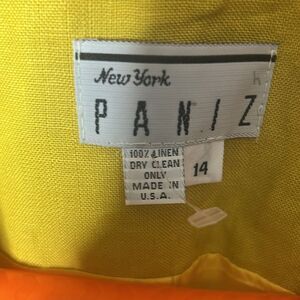 New York
PANIZ
100% LINEN
DRY CLEAN
ONLY
MADE IN
U.S.A.
14